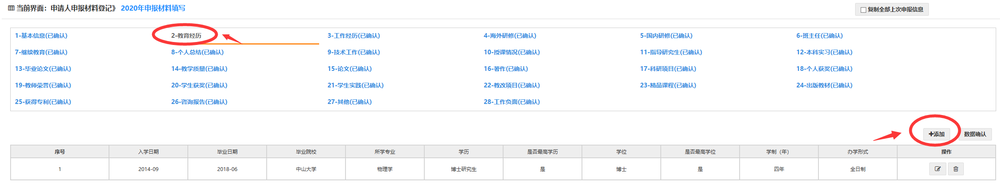 当前界面：申请人申报材料登记》 2020年申报材料填写
复制全部上次申报信息
1-基本信息(已确认) 2-教育经历 3-工作经历(已确认) 4-海外研修(已确认) 5-国内研修(已确认) 6-班主任(已确认)
7-继续教育(已确认) 8-个人总结(已确认) 9-技术工作(已确认) 10-授课情况(已确认) 11-指导研究生(已确认) 12-本科实习(已确认)
13-毕业论文(已确认) 14-教学质量(已确认) 15-论文(已确认) 16-著作(已确认) 17-科研项目(已确认) 18-个人获奖(已确认)
19-教师荣誉(已确认) 20-学生获奖(已确认) 21-学生实践(已确认) 22-教改项目(已确认) 23-精品课程(已确认) 24-出版教材(已确认)
25-获得专利(已确认) 26-咨询报告(已确认) 27-其他(已确认) 28-工作负面(已确认)
+添加 数据确认
序号 入学日期 毕业日期 毕业院校 所学专业 学历 是否最高学历 学位 是否最高学位 学制（年） 办学形式 操作
1 2014-09 2018-06 中山大学 物理学 博士研究生 是 博士 是 四年 全日制